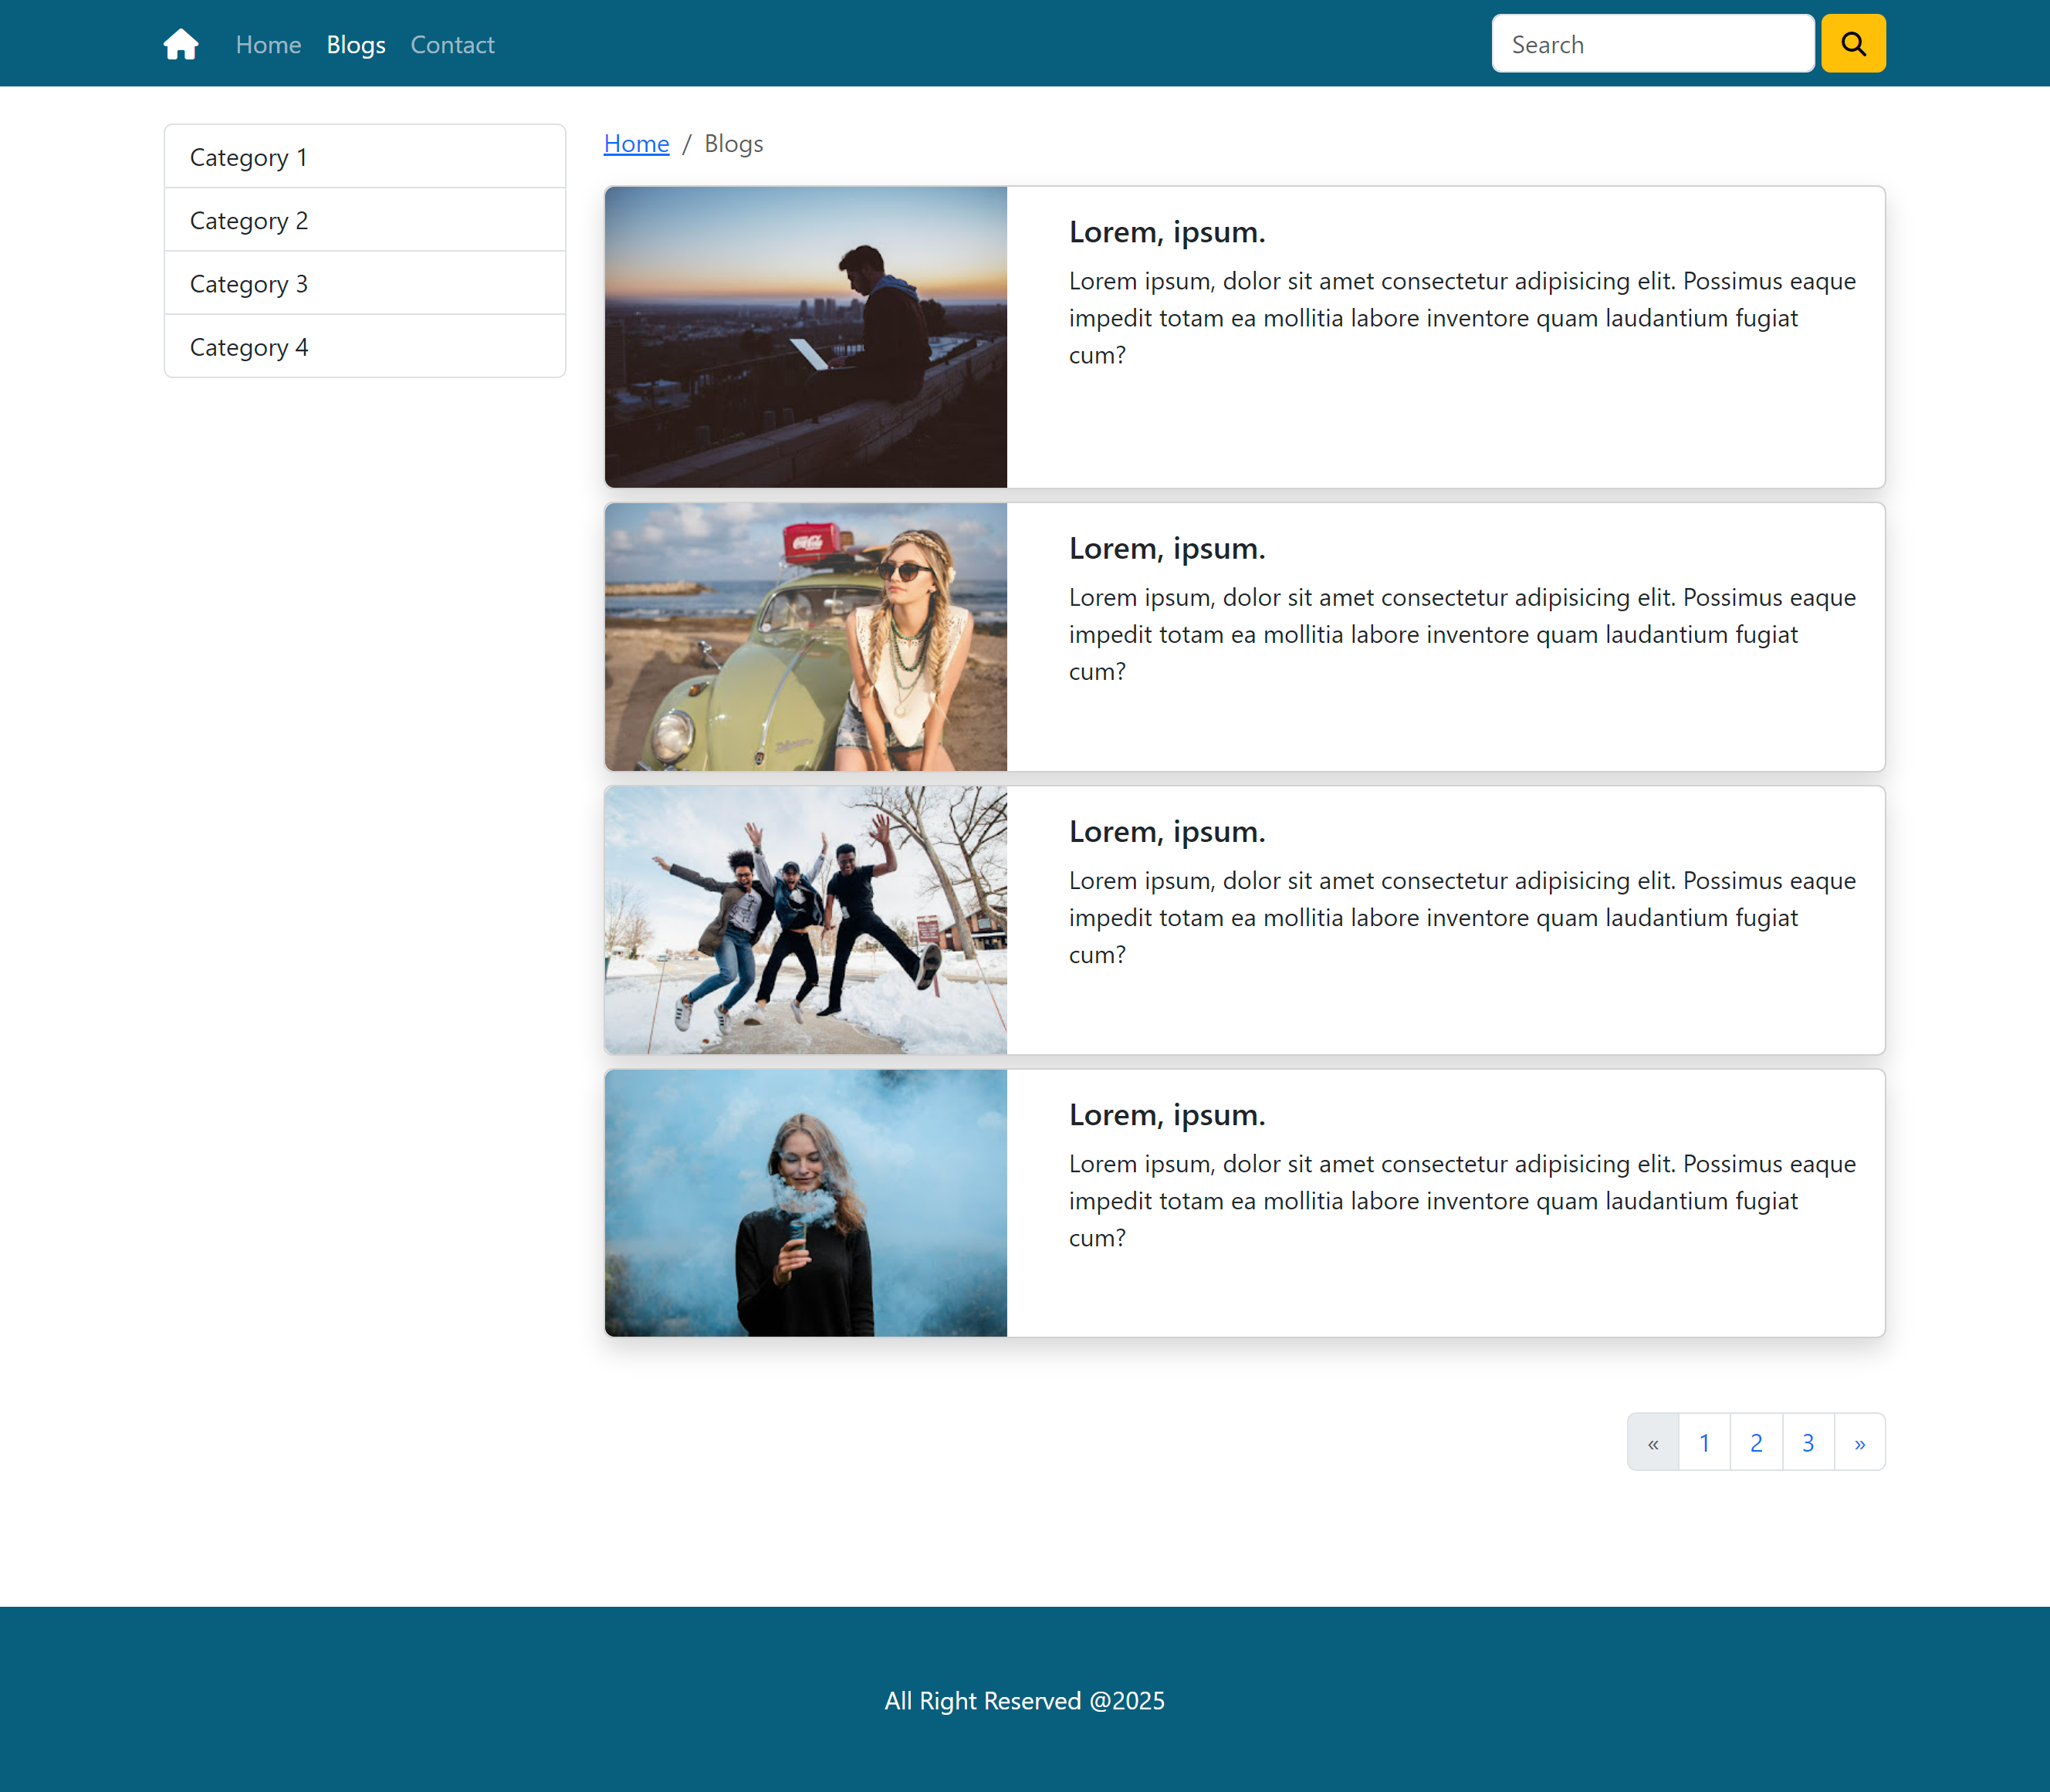 Home Blogs Contact Search
Category 1
Category 2
Category 3
Category 4
Home / Blogs
Lorem, ipsum.
Lorem ipsum, dolor sit amet consectetur adipisicing elit. Possimus eaque
impedit totam ea mollitia labore inventore quam laudantium fugiat
cum?
Coca-Cola
Lorem, ipsum.
Lorem ipsum, dolor sit amet consectetur adipisicing elit. Possimus eaque
impedit totam ea mollitia labore inventore quam laudantium fugiat
cum?
Lorem, ipsum.
Lorem ipsum, dolor sit amet consectetur adipisicing elit. Possimus eaque
impedit totam ea mollitia labore inventore quam laudantium fugiat
cum?
Lorem, ipsum.
Lorem ipsum, dolor sit amet consectetur adipisicing elit. Possimus eaque
impedit totam ea mollitia labore inventore quam laudantium fugiat
cum?
« 1 2 3 »
All Right Reserved @2025